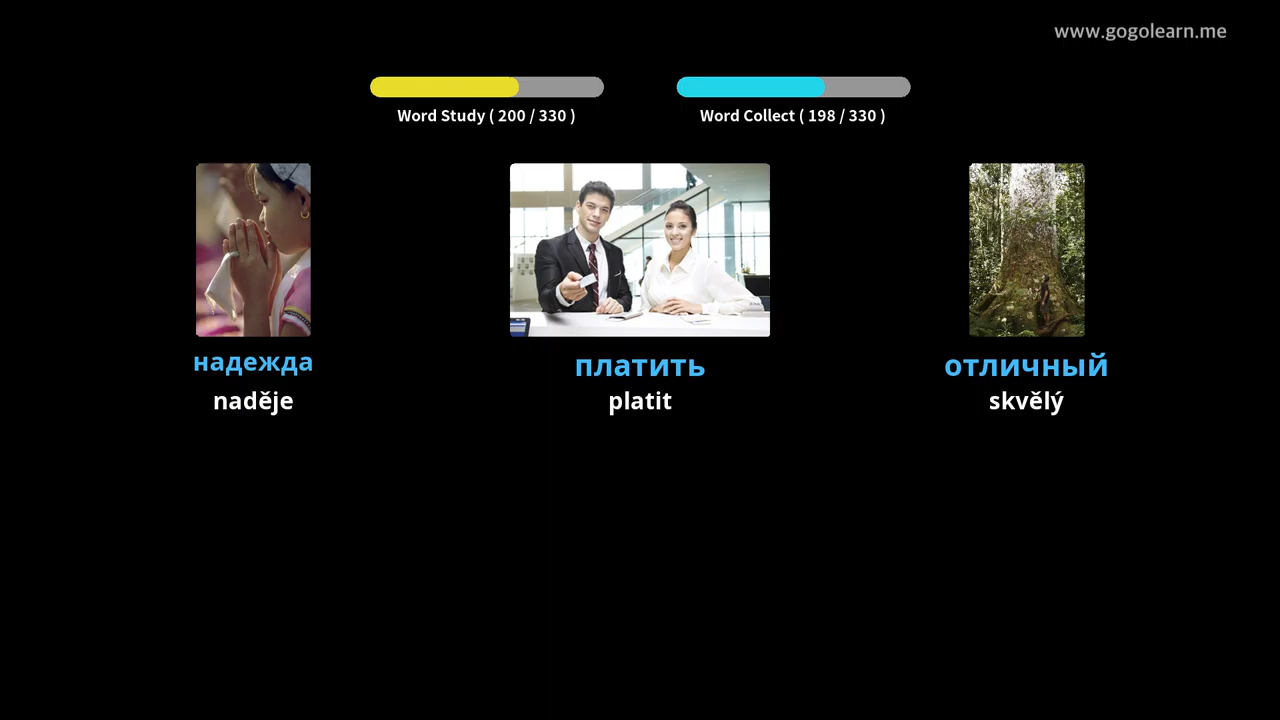 www.gogolearn.me
Word Study ( 200 / 330 )
Word Collect ( 198 / 330 )
надежда
платить
отличный
naděje
platit
skvělý